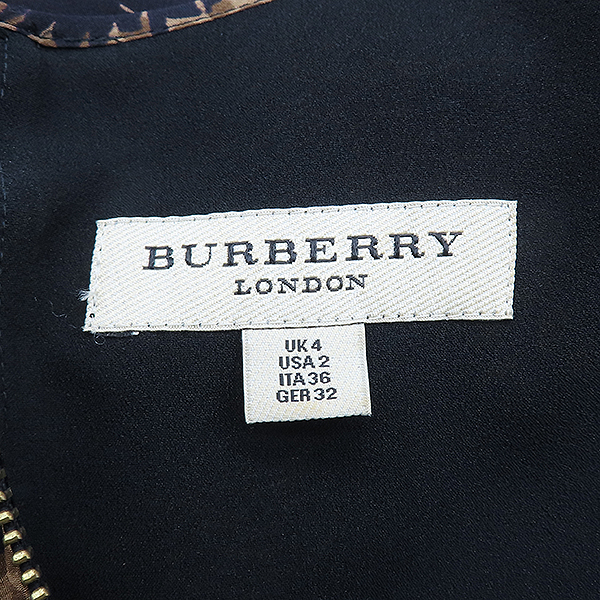 BURBERRY
LONDON
UK 4
USA 2
ITA 36
GER 32